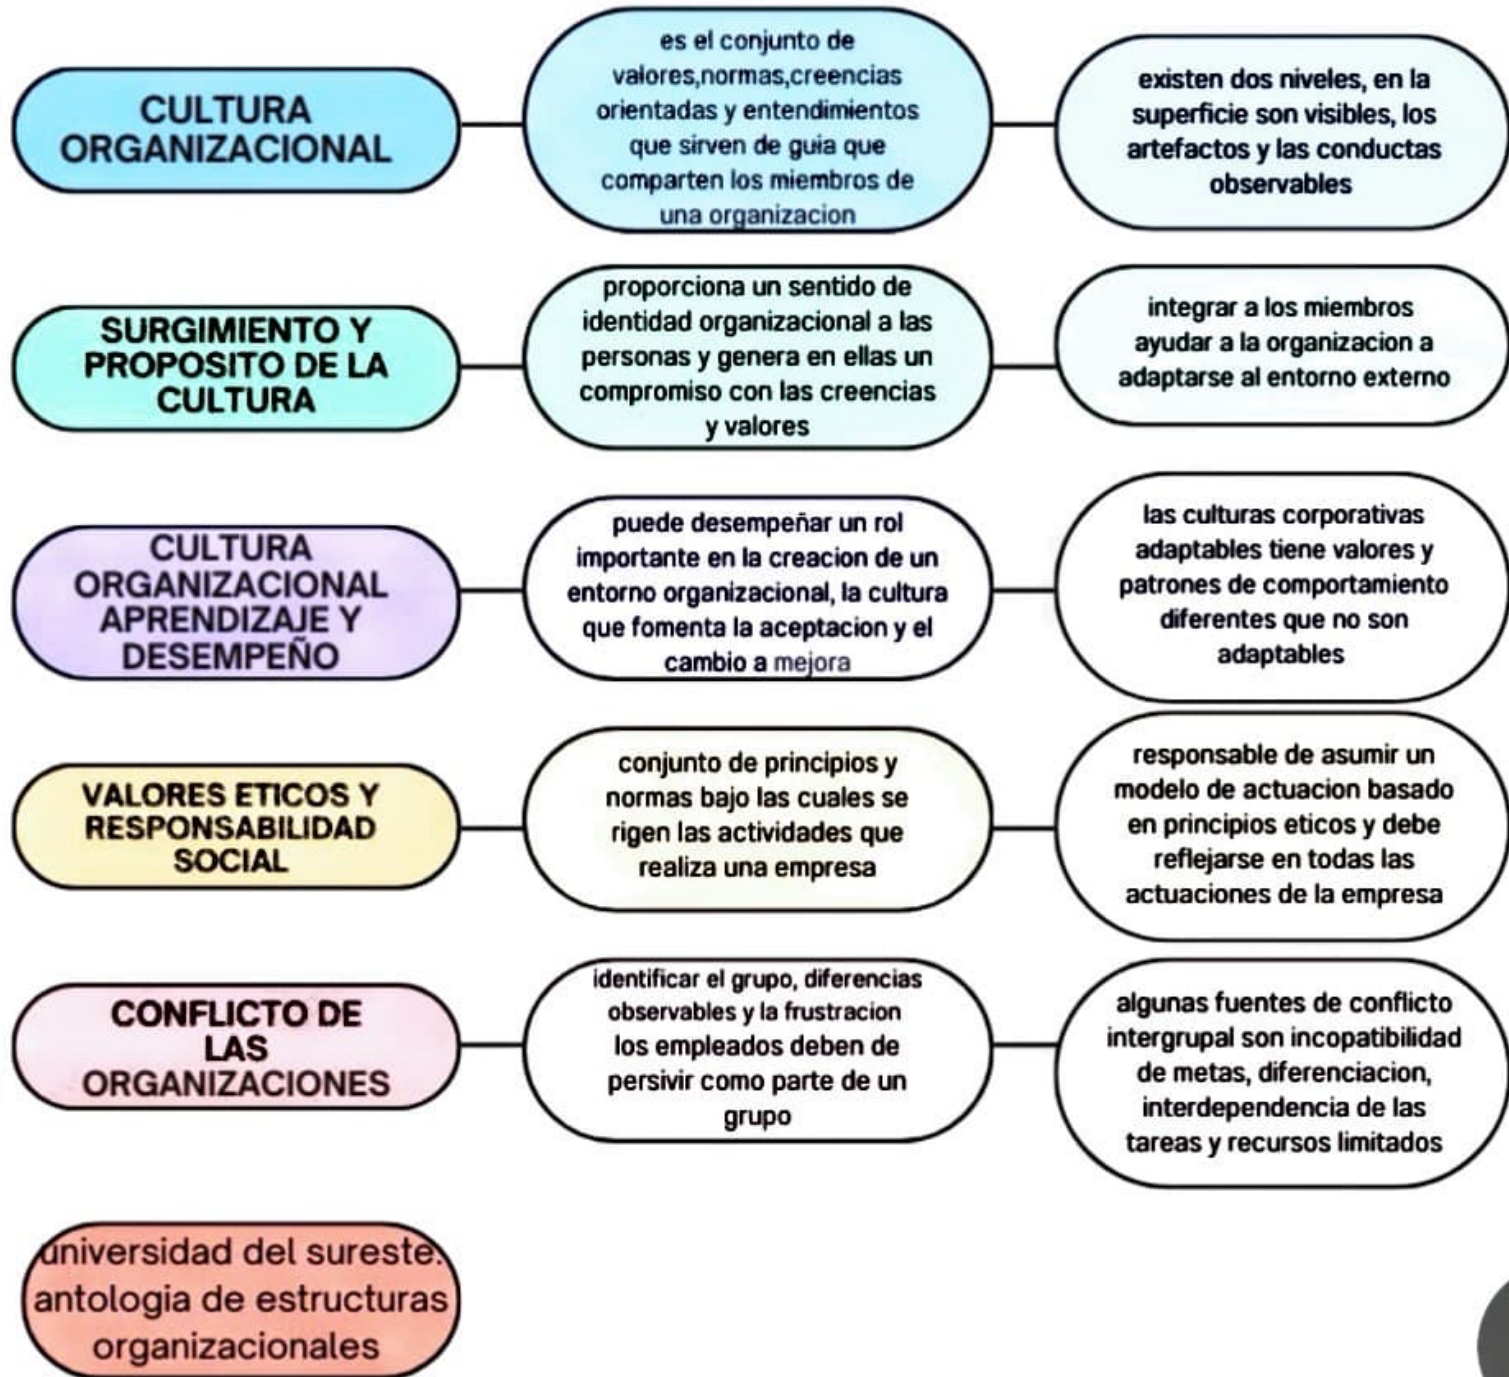 CULTURA
ORGANIZACIONAL
es el conjunto de
valores,normas,creencias
orientadas y entendimientos
que sirven de guia que
comparten los miembros de
una organizacion
existen dos niveles, en la
superficie son visibles, los
artefactos y las conductas
observables
SURGIMIENTO Y
PROPOSITO DE LA
CULTURA
proporciona un sentido de
identidad organizacional a las
personas y genera en ellas un
compromiso con las creencias
y valores
integrar a los miembros
ayudar a la organizacion a
adaptarse al entorno externo
CULTURA
ORGANIZACIONAL
APRENDIZAJE Y
DESEMPEÑO
puede desempeñar un rol
importante en la creacion de un
entorno organizacional, la cultura
que fomenta la aceptacion y el
cambio a mejora
las culturas corporativas
adaptables tiene valores y
patrones de comportamiento
diferentes que no son
adaptables
VALORES ETICOS Y
RESPONSABILIDAD
SOCIAL
conjunto de principios y
normas bajo las cuales se
rigen las actividades que
realiza una empresa
responsable de asumir un
modelo de actuacion basado
en principios eticos y debe
reflejarse en todas las
actuaciones de la empresa
CONFLICTO DE
LAS
ORGANIZACIONES
identificar el grupo, diferencias
observables y la frustracion
los empleados deben de
persivir como parte de un
grupo
algunas fuentes de conflicto
intergrupal son incopatibilidad
de metas, diferenciacion,
interdependencia de las
tareas y recursos limitados
universidad del sureste.
antologia de estructuras
organizacionales